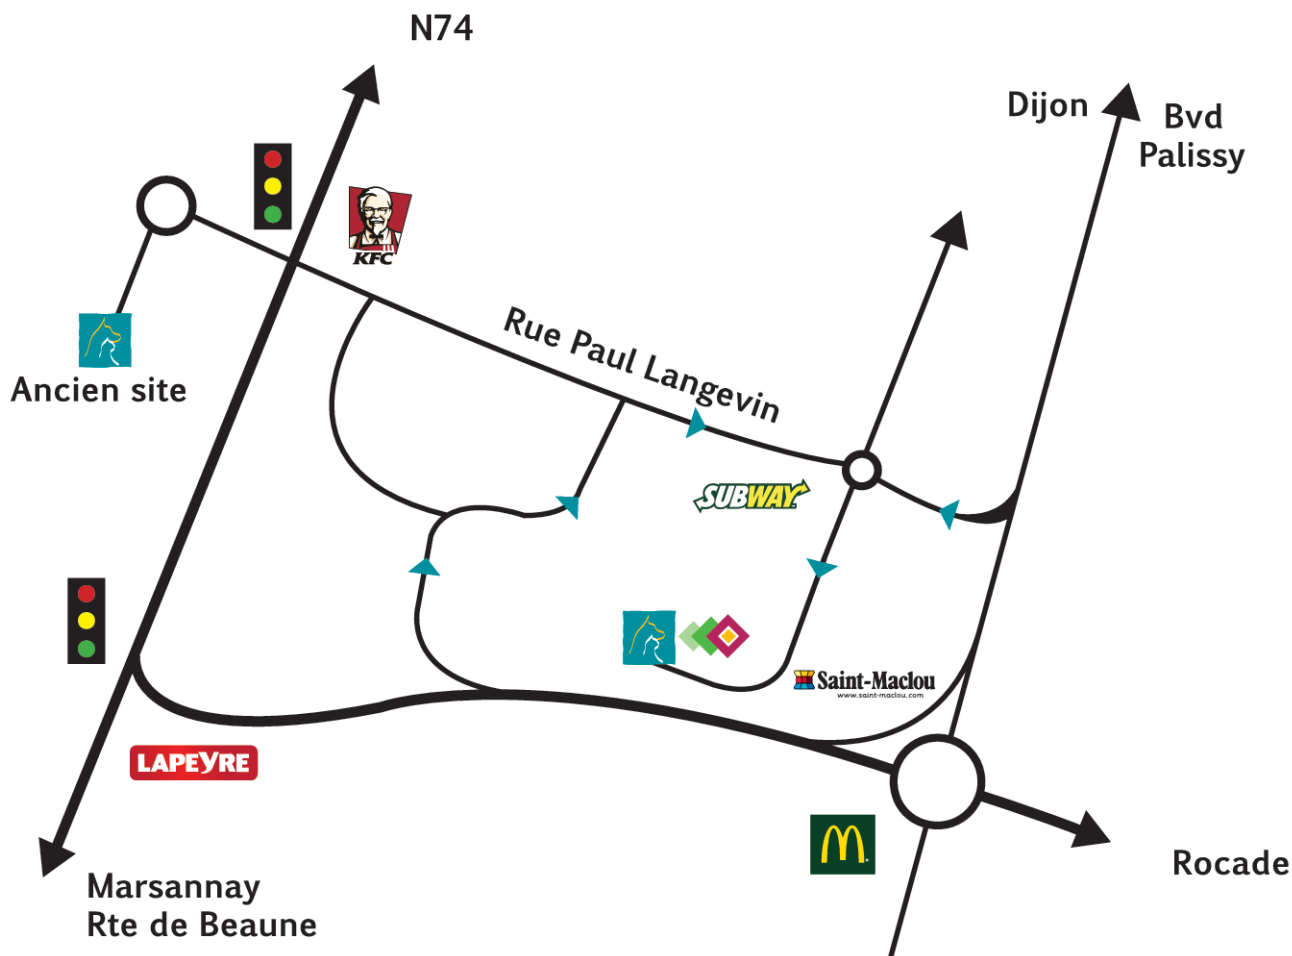 N74
Dijon
Bvd
Palissy
KFC
Ancien site
Rue Paul Langevin
SUBWAY
Saint-Maclou
www.saint-maclou.com
LAPEYRE
Marsannay
Rte de Beaune
Rocade